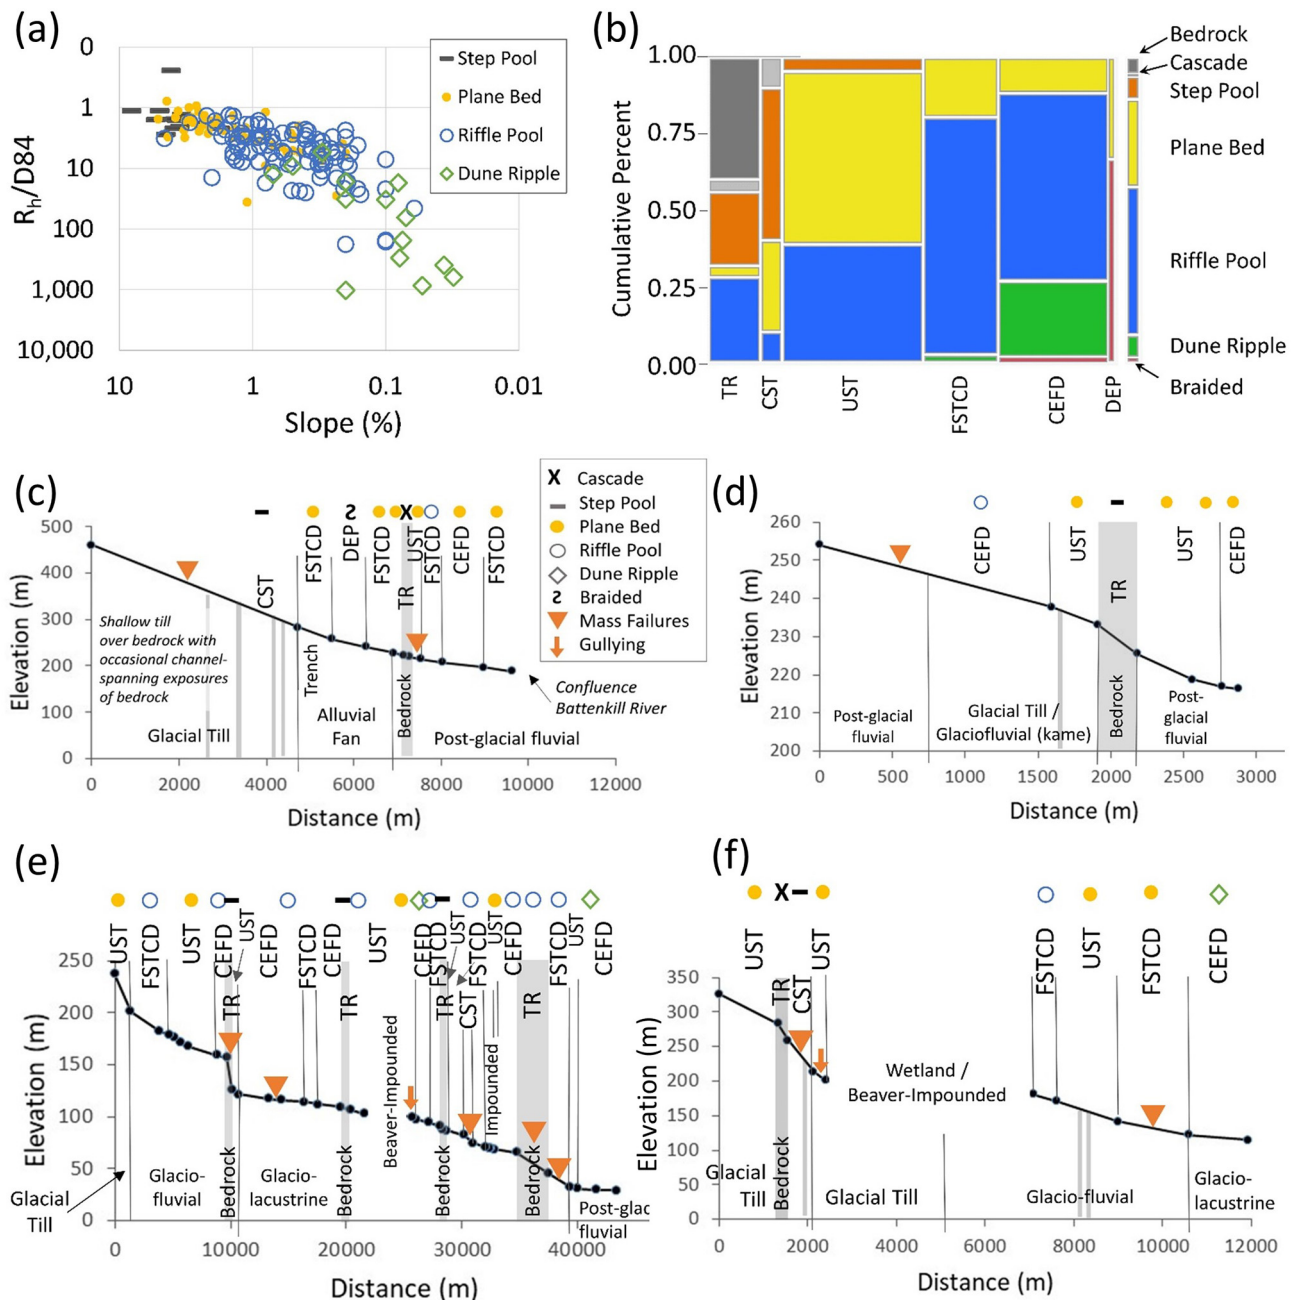 (a)
0
1
10
100
1,000
10,000
Rh/D84
10
1
0.1
0.01
Slope (%)
Step Pool
Plane Bed
Riffle Pool
Dune Ripple
(b)
1.00
0.75
0.50
0.25
0.00
Cumulative Percent
TR
CST
UST
FSTCD
CEFD
DEP
Bedrock
Cascade
Step Pool
Plane Bed
Riffle Pool
Dune Ripple
Braided
(c)
X
Cascade
Step Pool
Plane Bed
Riffle Pool
Dune Ripple
Braided
Mass Failures
Gullying
500
400
300
200
100
0
Elevation (m)
X
CST
FSTCD
DEP
FSTCD
TR
UST
FSTCD
CEFD
FSTCD
Shallow till
over bedrock with
occasional channel-
spanning exposures
of bedrock
Glacial Till
Trench
Alluvial
Fan
Bedrock
Post-glacial fluvial
Confluence
Battenkill River
0
2000
4000
6000
8000
10000
12000
Distance (m)
(d)
260
250
240
230
220
210
200
Elevation (m)
CEFD
UST
TR
UST
CEFD
Post-glacial
fluvial
Glacial Till /
Glaciofluvial (kame)
Bedrock
Post-
glacial
fluvial
0
500
1000
1500
2000
2500
3000
Distance (m)
(e)
250
200
150
100
50
0
Elevation (m)
UST
FSTCD
UST
CEFD
TR
UST
CEFD
FSTCD
CEFD
TR
UST
CEFD
FSTCD
TR
UST
CST
FSTCD
UST
CEFD
TR
FSTCD
UST
CEFD
Glacial
Till
Glacio-
fluvial
Bedrock
Glacio-
lacustrine
Bedrock
Beaver-Impounded
Bedrock
Impounded
Bedrock
Post-glac
fluvial
0
10000
20000
30000
40000
Distance (m)
(f)
350
300
250
200
150
100
50
0
Elevation (m)
X
UST
TR
CST
UST
FSTCD
UST
FSTCD
CEFD
Wetland /
Beaver-Impounded
Glacial
Till
Bedrock
Glacial Till
Glacio-fluvial
Glacio-
lacustrine
0
2000
4000
6000
8000
10000
12000
Distance (m)